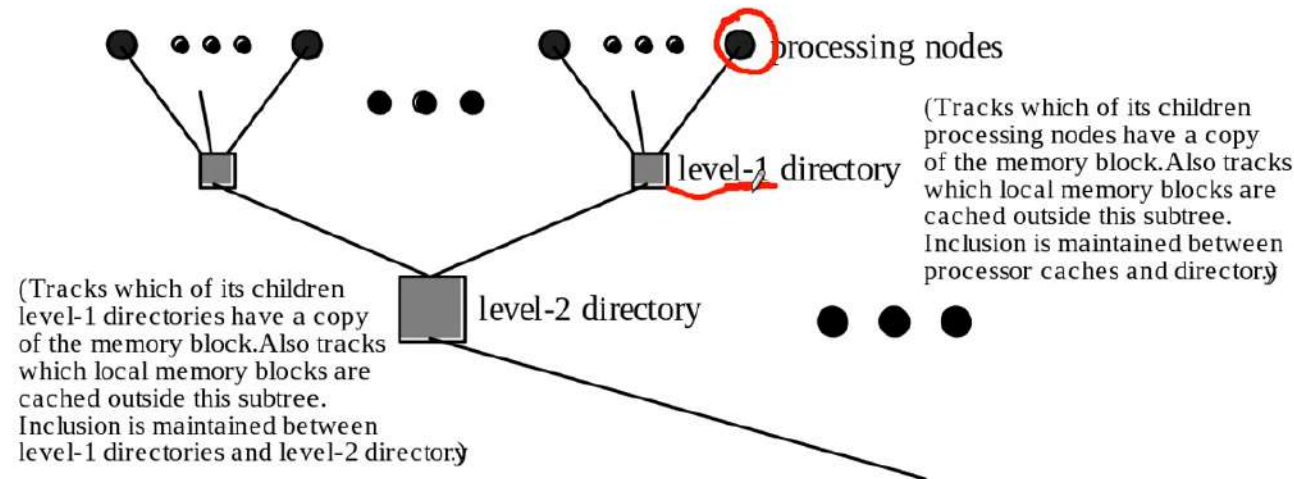 processing nodes
(Tracks which of its children
processing nodes have a copy
of the memory block.Also tracks
which local memory blocks are
cached outside this subtree.
Inclusion is maintained between
processor caches and directory)
level-1 directory
(Tracks which of its children
level-1 directories have a copy
of the memory block.Also tracks
which local memory blocks are
cached outside this subtree.
Inclusion is maintained between
level-1 directories and level-2 directory)
level-2 directory